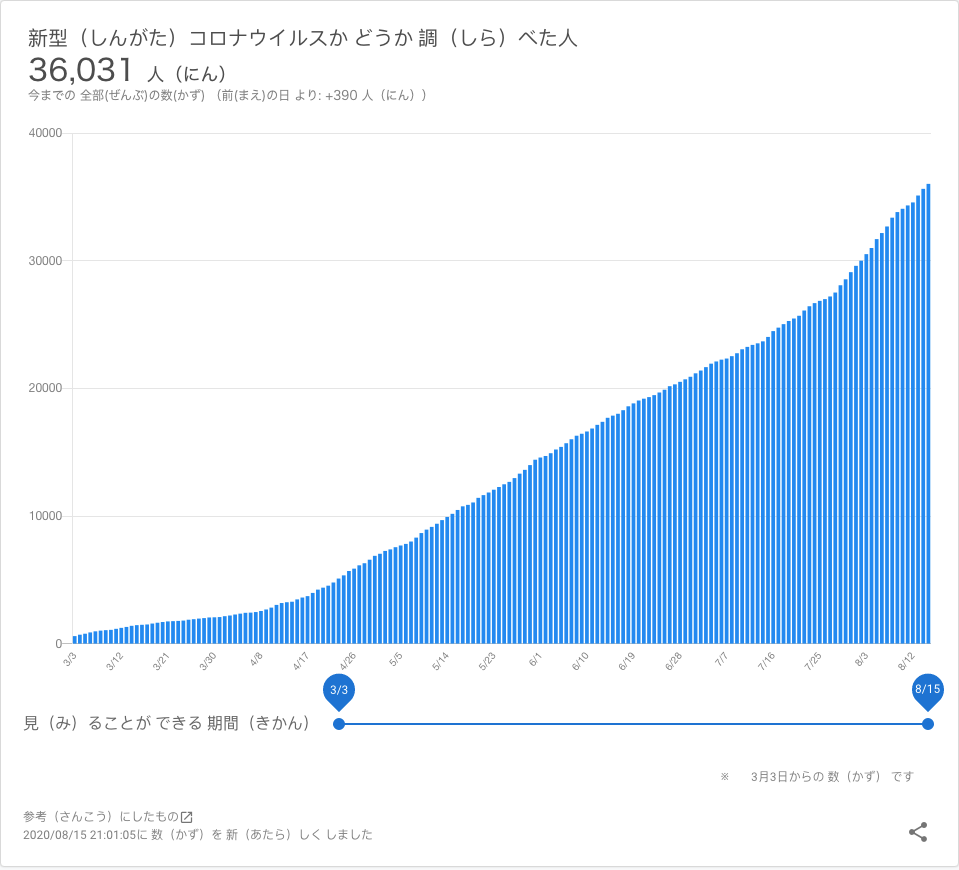 新型（しんがた）コロナウイルスか どうか 調（しら）べた人
36,031 人（にん）
今までの 全部(ぜんぶ)の数(かず) （前(まえ)の日 より: +390 人（にん））
40000
30000
20000
10000
0
3/3 3/12 3/21 3/30 4/8 4/17 4/26 5/5 5/14 5/23 6/1 6/10 6/19 6/28 7/7 7/16 7/25 8/3 8/12
3/3 8/15
見（み）ることが できる 期間（きかん）
※ 3月3日からの 数（かず） です
参考（さんこう）にしたもの
2020/08/15 21:01:05に 数（かず）を 新（あたら）しく しました